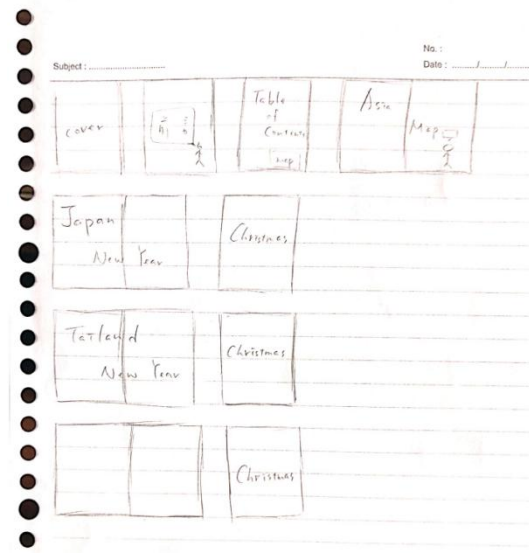 No. :
Subject :
Date : / /
cover
Hi
Table
of
Contents
map
Asia
Map
Japan
New Year
Christmas
Tailand
New Year
Christmas
Christmas